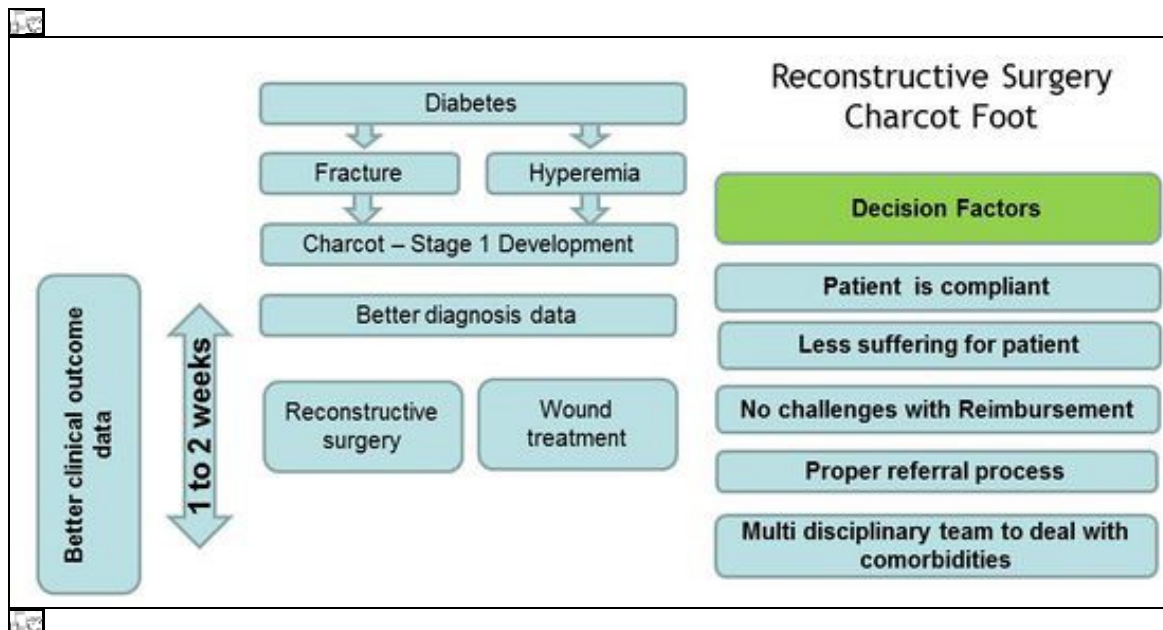 Reconstructive Surgery
Charcot Foot
Diabetes
Fracture
Hyperemia
Charcot – Stage 1 Development
Better diagnosis data
Reconstructive
surgery
Wound
treatment
1 to 2 weeks
Better clinical outcome
data
Decision Factors
Patient  is compliant
Less suffering for patient
No challenges with Reimbursement
Proper referral process
Multi disciplinary team to deal with
comorbidities